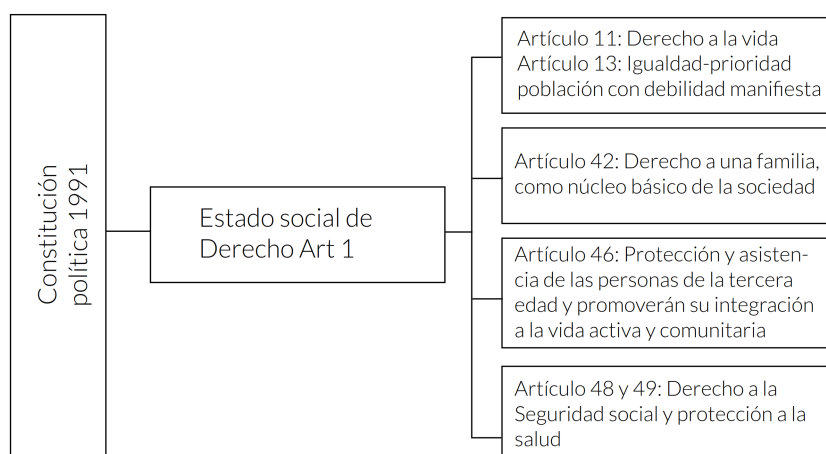 Constitución
política 1991
Estado social de
Derecho Art 1
Artículo 11: Derecho a la vida
Artículo 13: Igualdad-prioridad
población con debilidad manifiesta
Artículo 42: Derecho a una familia,
como núcleo básico de la sociedad
Artículo 46: Protección y asisten-
cia de las personas de la tercera
edad y promoverán su integración
a la vida activa y comunitaria
Artículo 48 y 49: Derecho a la
Seguridad social y protección a la
salud